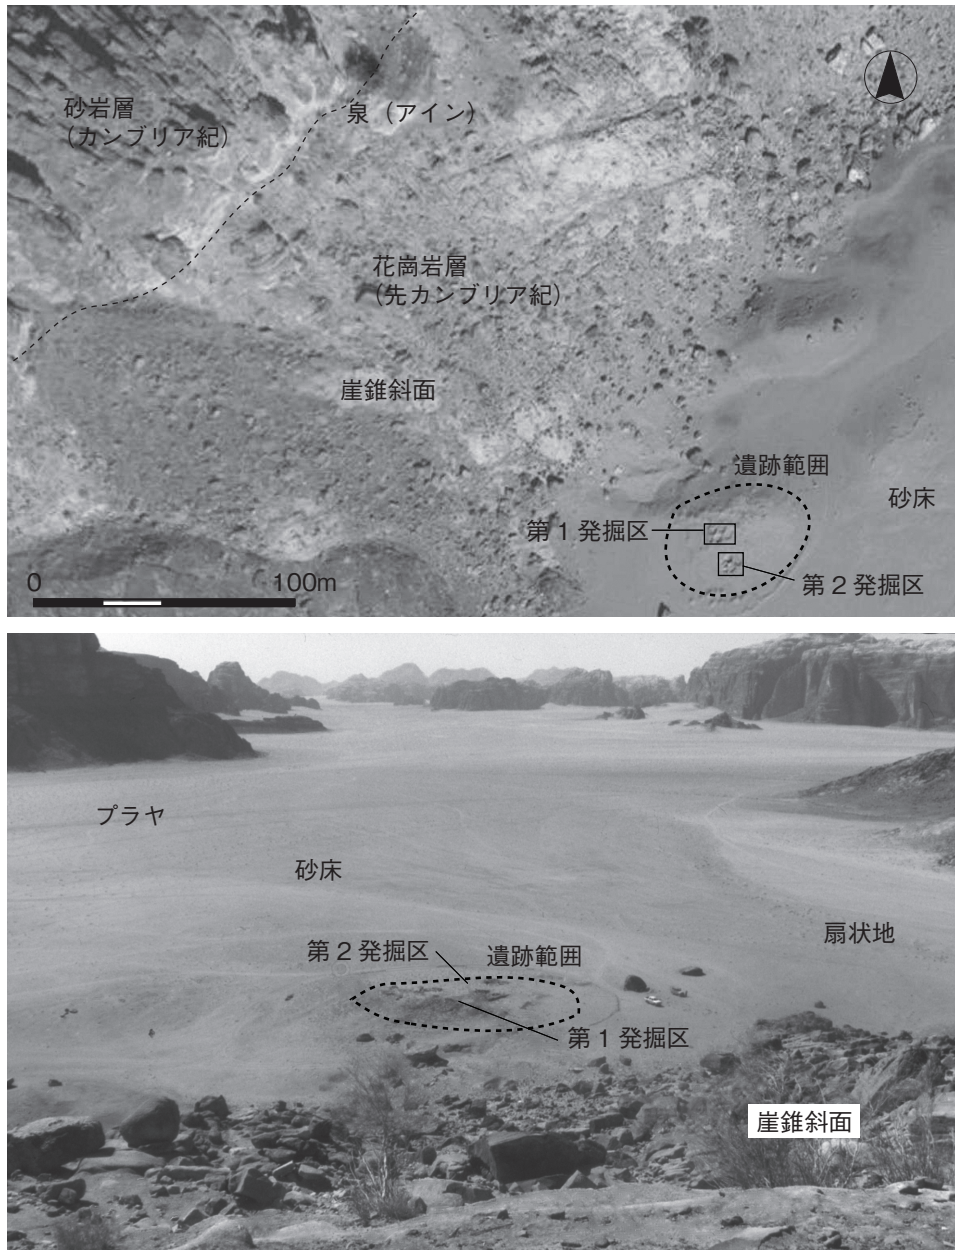 砂岩層
（カンブリア紀）
泉（アイン）
花崗岩層
（先カンブリア紀）
崖錐斜面
遺跡範囲
砂床
第1発掘区
第2発掘区
0
100m
プラヤ
砂床
扇状地
第2発掘区
遺跡範囲
第1発掘区
崖錐斜面